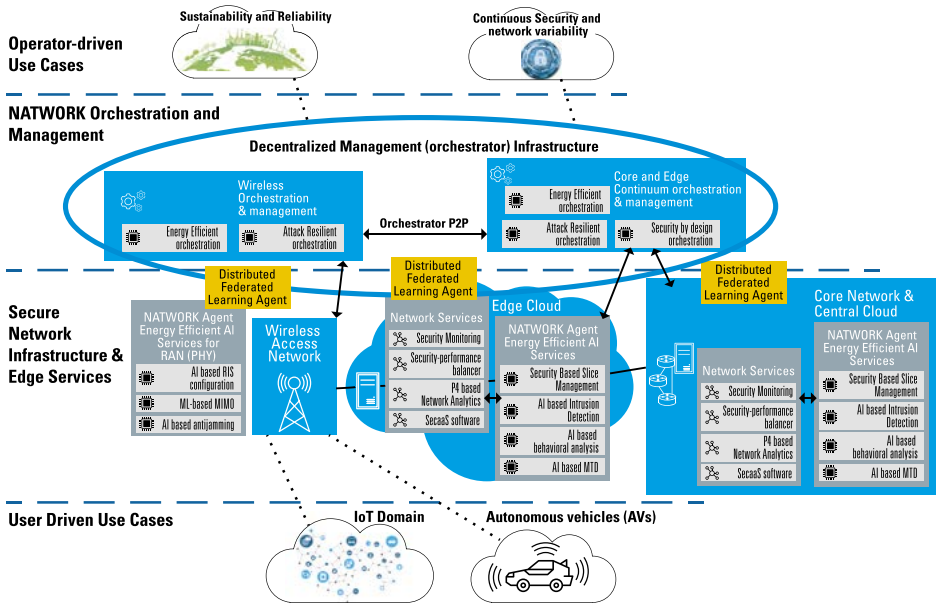 Sustainability and Reliability
Continuous Security and
network variability
Operator-driven
Use Cases
NATWORK Orchestration and
Management
Decentralized Management (orchestrator) Infrastructure
Wireless
Orchestration
& management
Energy Efficient
orchestration
Attack Resilient
orchestration
Orchestrator P2P
Core and Edge
Continuum orchestration
& management
Energy Efficient
orchestration
Attack Resilient
orchestration
Security by design
orchestration
Distributed
Federated
Learning Agent
Distributed
Federated
Learning Agent
Distributed
Federated
Learning Agent
Secure
Network
Infrastructure &
Edge Services
NATWORK Agent
Energy Efficient AI
Services for
RAN (PHY)
AI based RIS
configuration
ML-based MIMO
AI based antijamming
Wireless
Access
Network
Edge Cloud
Network Services
Security Monitoring
Security-performance
balancer
P4 based
Network Analytics
SecaaS software
NATWORK Agent
Energy Efficient AI
Services
Security Based Slice
Management
AI based Intrusion
Detection
AI based
behavioral analysis
AI based MTD
Core Network &
Central Cloud
Network Services
Security Monitoring
Security-performance
balancer
P4 based
Network Analytics
SecaaS software
NATWORK Agent
Energy Efficient AI
Services
Security Based Slice
Management
AI based Intrusion
Detection
AI based
behavioral analysis
AI based MTD
User Driven Use Cases
IoT Domain
Autonomous vehicles (AVs)